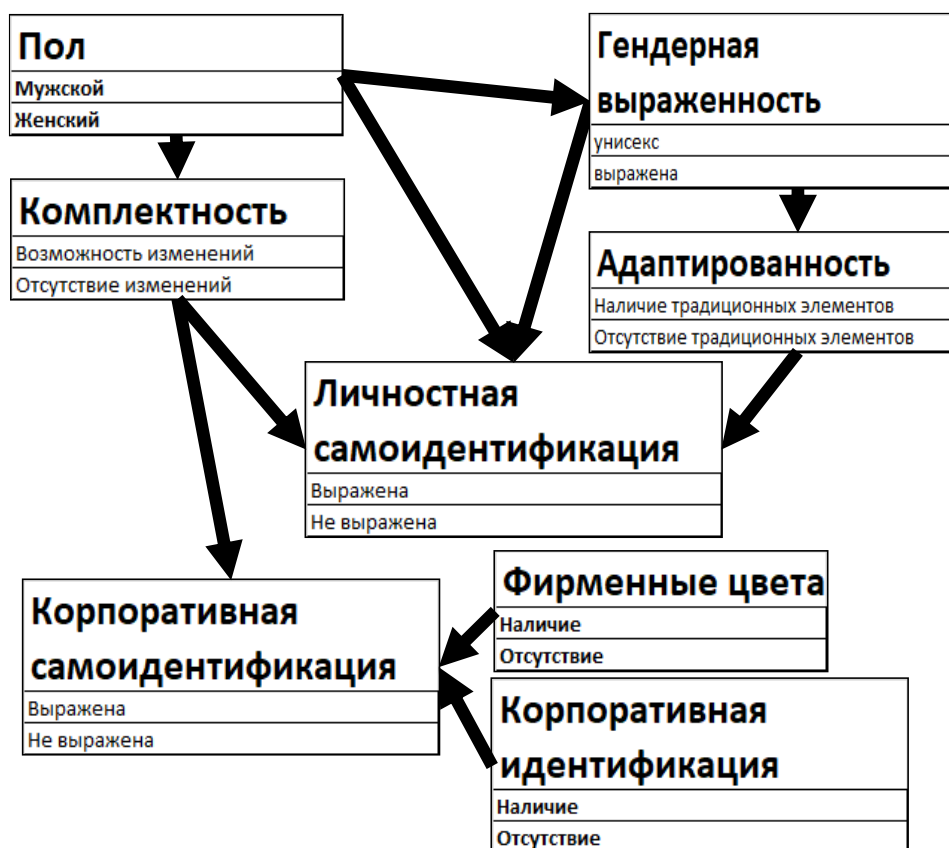 Пол
Мужской
Женский
Гендерная
выраженность
унисекс
выражена
Комплектность
Возможность изменений
Отсутствие изменений
Адаптированность
Наличие традиционных элементов
Отсутствие традиционных элементов
Личностная
самоидентификация
Выражена
Не выражена
Корпоративная
самоидентификация
Выражена
Не выражена
Фирменные цвета
Наличие
Отсутствие
Корпоративная
идентификация
Наличие
Отсутствие